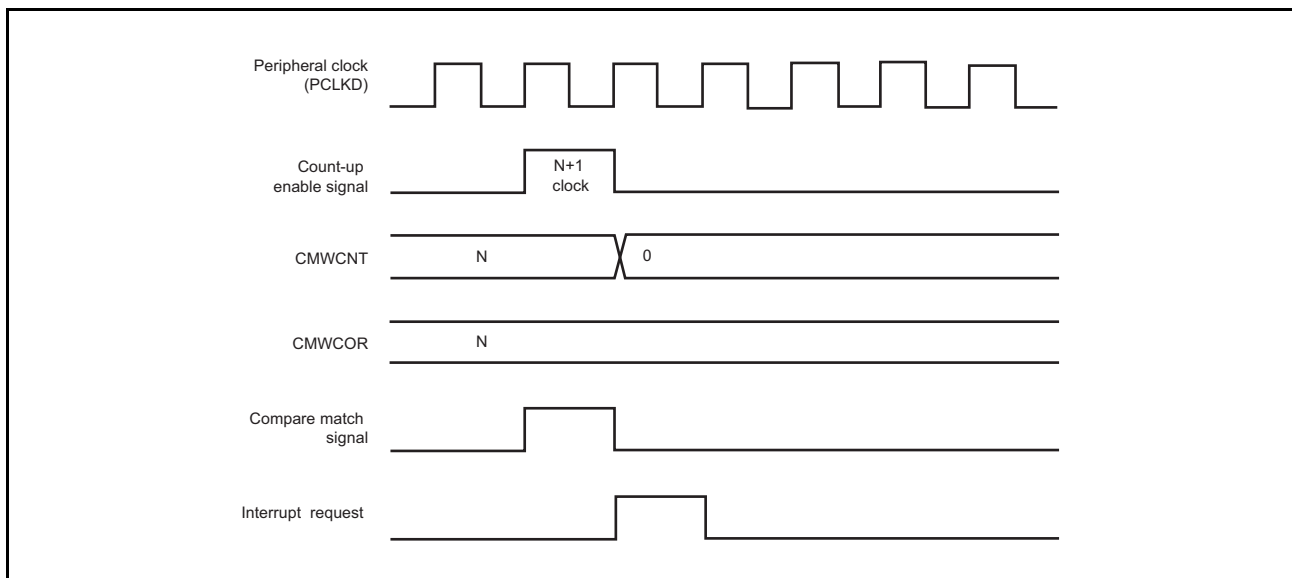 Peripheral clock
(PCLKD)
Count-up
enable signal
N+1
clock
CMWCNT
N
0
CMWCOR
N
Compare match
signal
Interrupt request